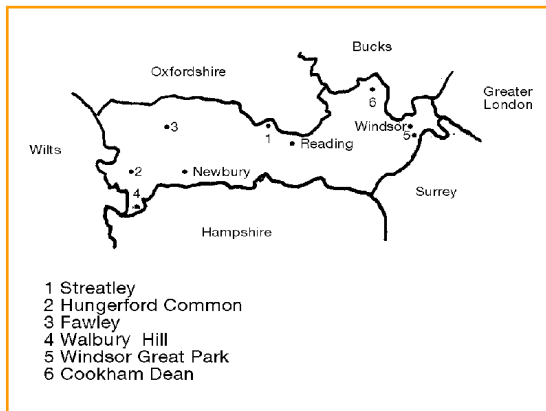 Bucks
Oxfordshire
Greater
London
6
3
1
Windsor
5
Reading
Wilts
2
Newbury
4
Surrey
Hampshire
1 Streatley
2 Hungerford Common
3 Fawley
4 Walbury Hill
5 Windsor Great Park
6 Cookham Dean